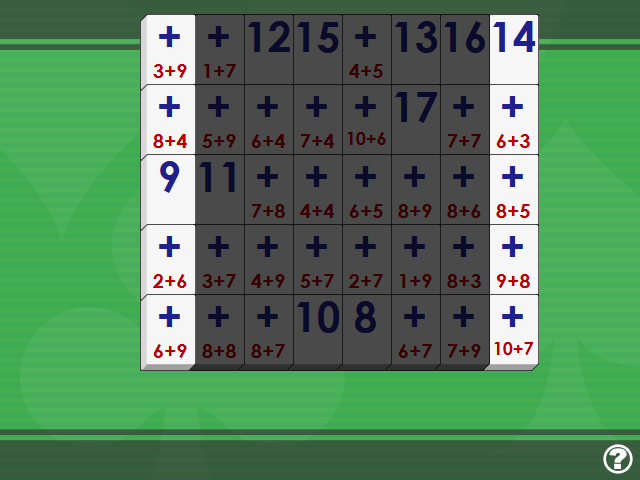 + + 12 15 + 13 16 14
3+9 1+7 4+5
+ + + + + 17 + +
8+4 5+9 6+4 7+4 10+6 7+7 6+3
9 11 + + + + + +
7+8 4+4 6+5 8+9 8+6 8+5
+ + + + + + + +
2+6 3+7 4+9 5+7 2+7 1+9 8+3 9+8
+ + + 10 8 + + +
6+9 8+8 8+7 6+7 7+9 10+7
?